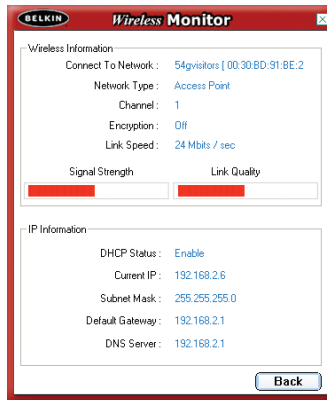 BELKIN Wireless Monitor
Wireless Information
Connect To Network : 54gvisitors [ 00:30:BD:91:BE:2
Network Type : Access Point
Channel : 1
Encryption : Off
Link Speed : 24 Mbits / sec
Signal Strength Link Quality
IP Information
DHCP Status : Enable
Current IP : 192.168.2.6
Subnet Mask : 255.255.255.0
Default Gateway : 192.168.2.1
DNS Server : 192.168.2.1
Back